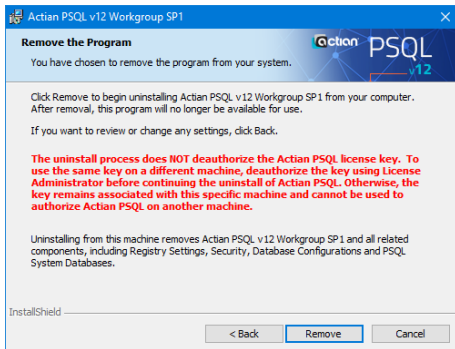 Actian PSQL v12 Workgroup SP1
Remove the Program
You have chosen to remove the program from your system.
actian PSQL
v12
Click Remove to begin uninstalling Actian PSQL v12 Workgroup SP1 from your computer.
After removal, this program will no longer be available for use.
If you want to review or change any settings, click Back.
The uninstall process does NOT deauthorize the Actian PSQL license key. To
use the same key on a different machine, deauthorize the key using License
Administrator before continuing the uninstall of Actian PSQL. Otherwise, the
key remains associated with this specific machine and cannot be used to
authorize Actian PSQL on another machine.
Uninstalling from this machine removes Actian PSQL v12 Workgroup SP1 and all related
components, including Registry Settings, Security, Database Configurations and PSQL
System Databases.
InstallShield
< Back Remove Cancel